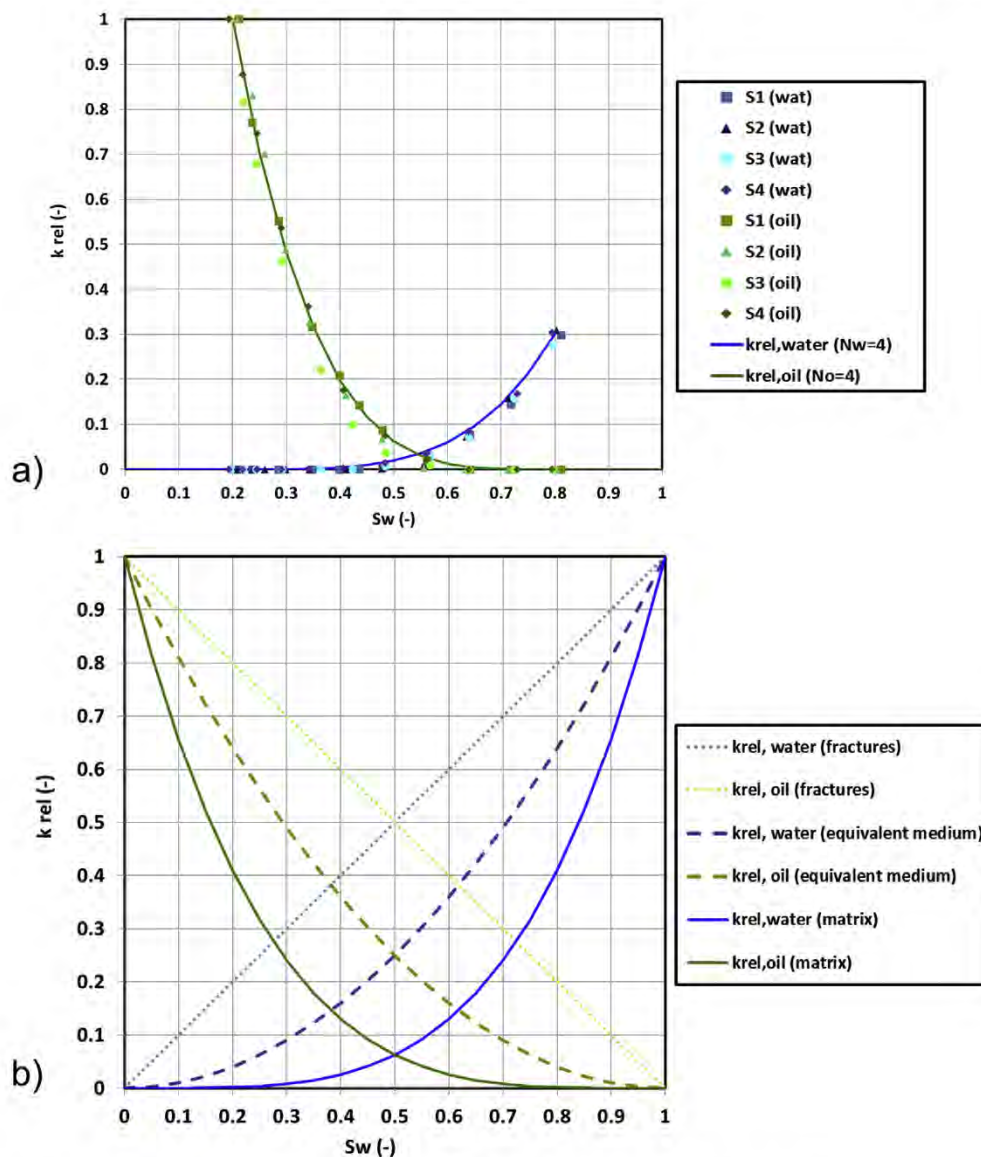 1
0.9
0.8
0.7
0.6
0.5
0.4
0.3
0.2
0.1
0
k rel (-)
0 0.1 0.2 0.3 0.4 0.5 0.6 0.7 0.8 0.9 1
Sw (-)
a)
S1 (wat)
S2 (wat)
S3 (wat)
S4 (wat)
S1 (oil)
S2 (oil)
S3 (oil)
S4 (oil)
krel,water (Nw=4)
krel,oil (No=4)
1
0.9
0.8
0.7
0.6
0.5
0.4
0.3
0.2
0.1
0
k rel (-)
0 0.1 0.2 0.3 0.4 0.5 0.6 0.7 0.8 0.9 1
Sw (-)
b)
krel, water (fractures)
krel, oil (fractures)
krel, water (equivalent medium)
krel, oil (equivalent medium)
krel,water (matrix)
krel,oil (matrix)